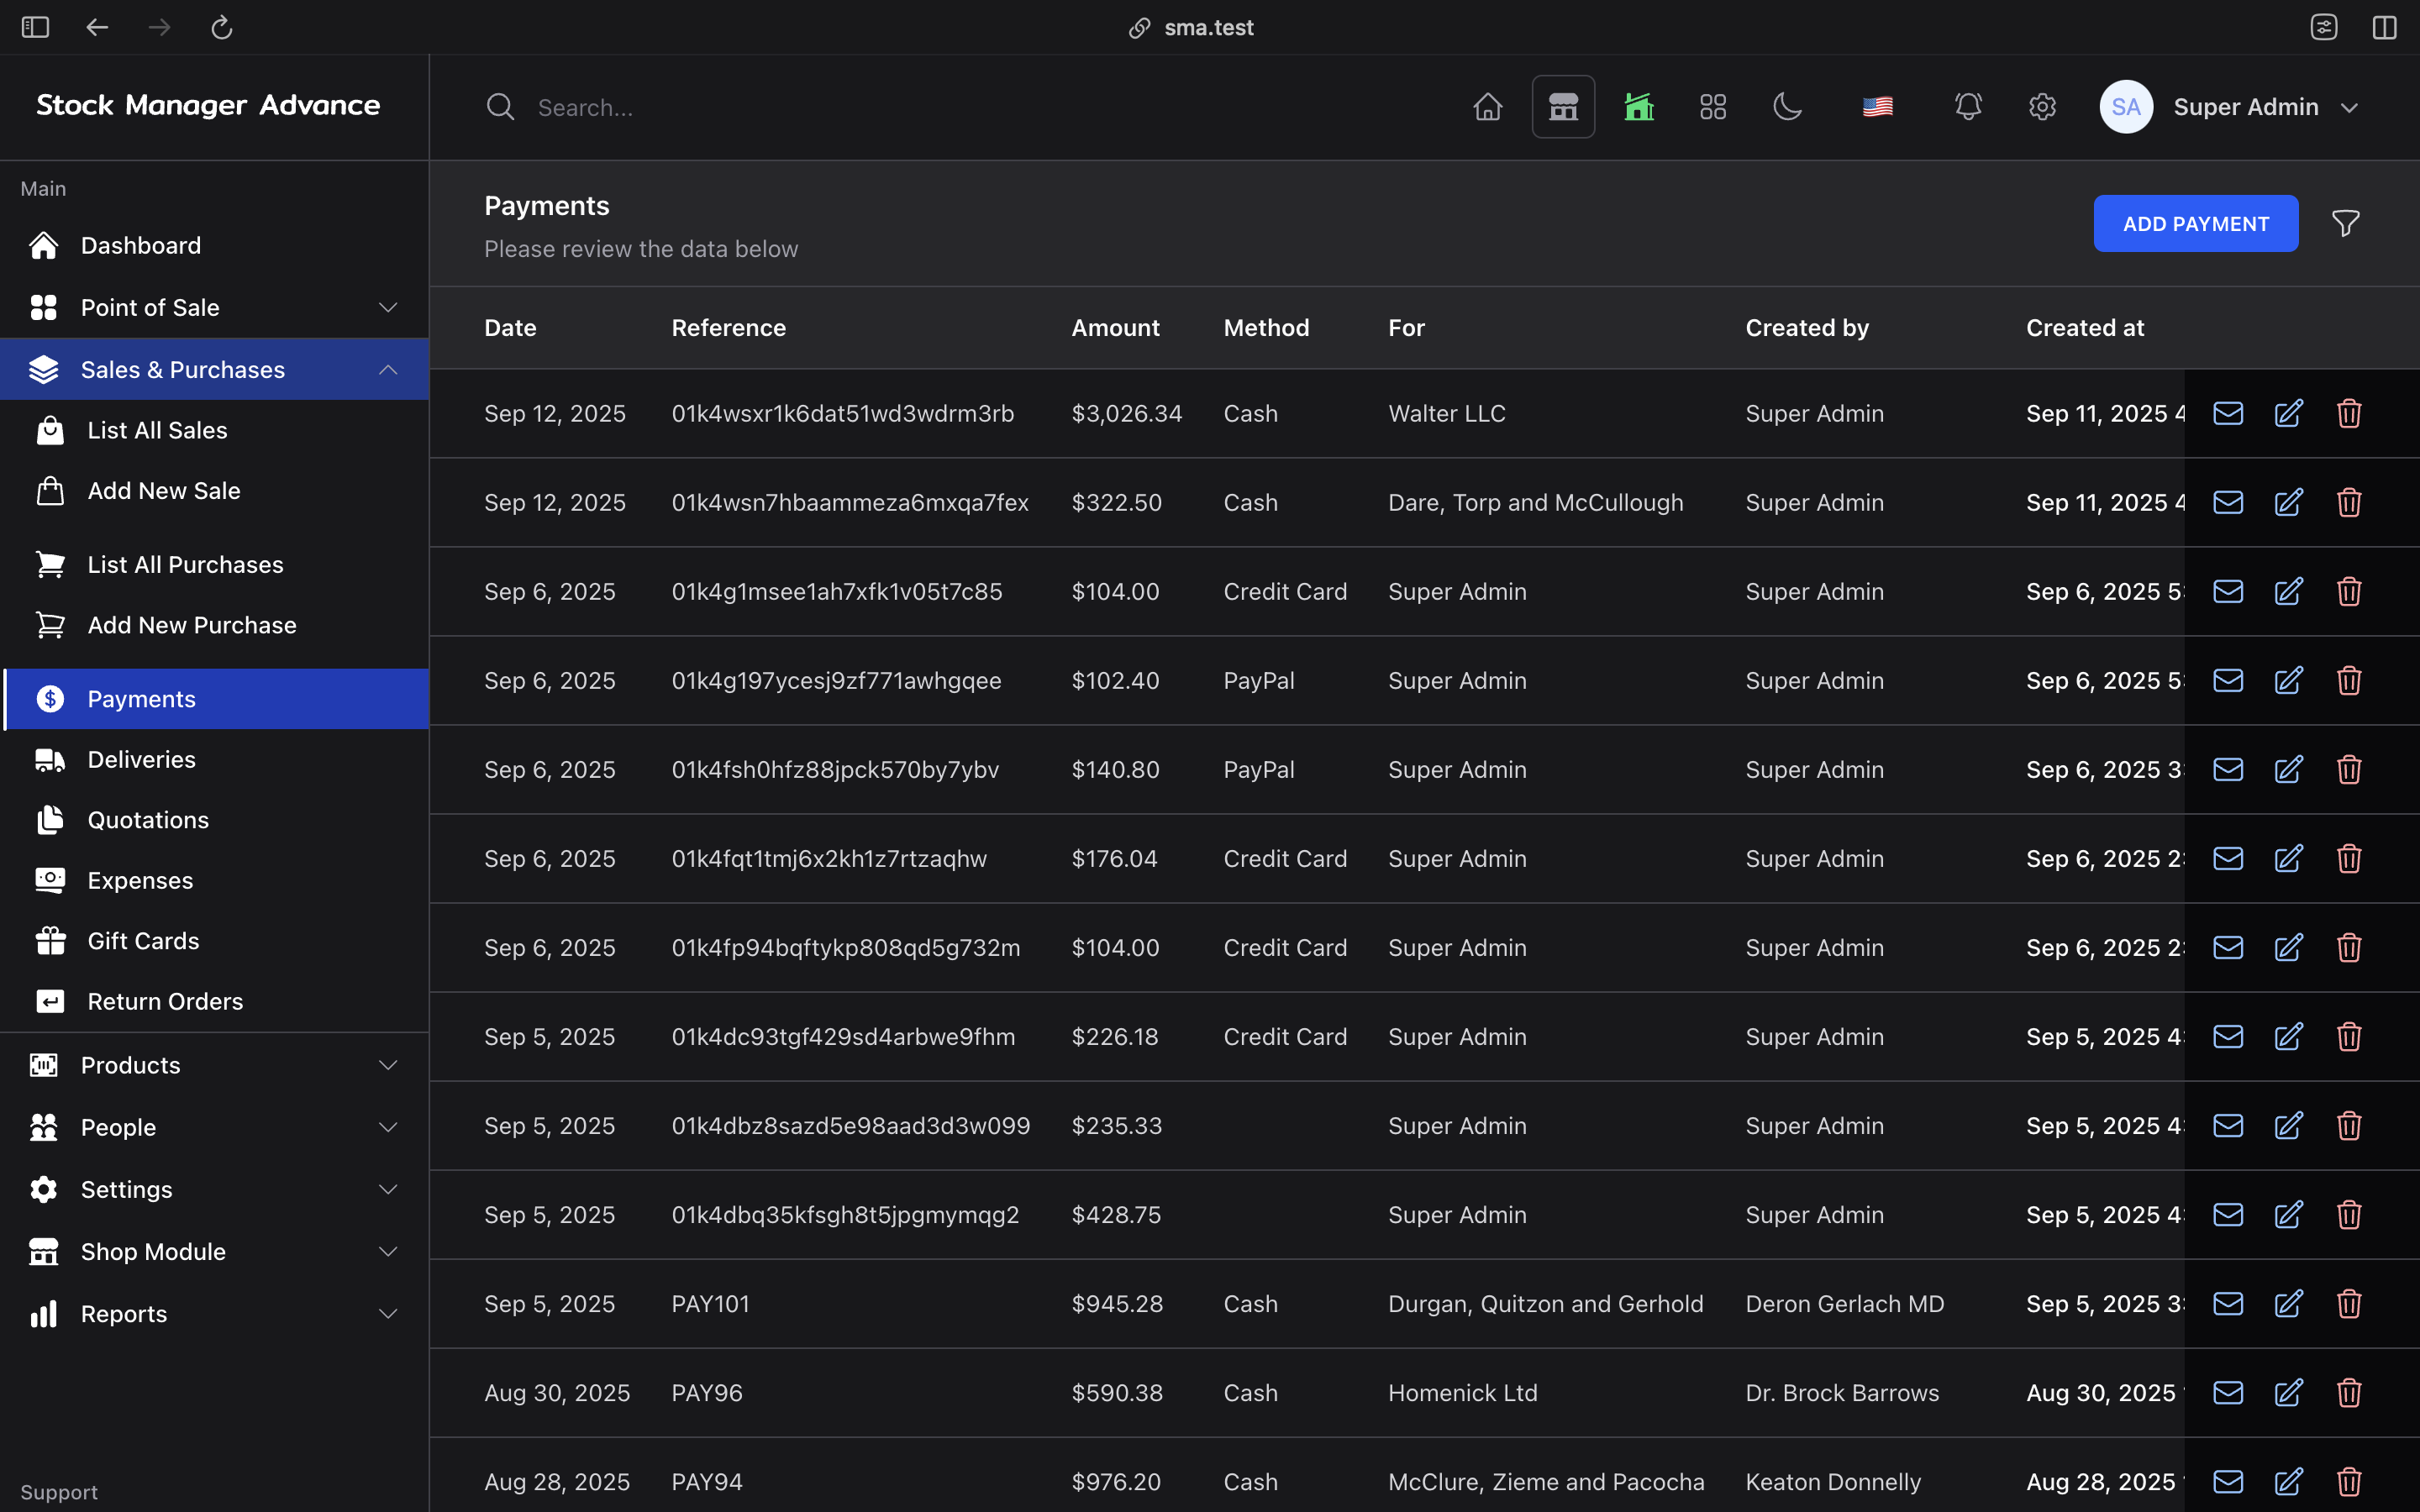 sma.test
Stock Manager Advance
Search...
SA
Super Admin
Main
Dashboard
Point of Sale
Sales & Purchases
List All Sales
Add New Sale
List All Purchases
Add New Purchase
Payments
Deliveries
Quotations
Expenses
Gift Cards
Return Orders
Products
People
Settings
Shop Module
Reports
Support
Payments
Please review the data below
ADD PAYMENT
Date Reference Amount Method For Created by Created at
Sep 12, 2025 01k4wsxr1k6dat51wd3wdrm3rb $3,026.34 Cash Walter LLC Super Admin Sep 11, 2025 4
Sep 12, 2025 01k4wsn7hbaammeza6mxqa7fex $322.50 Cash Dare, Torp and McCullough Super Admin Sep 11, 2025 4
Sep 6, 2025 01k4g1msee1ah7xfk1v05t7c85 $104.00 Credit Card Super Admin Super Admin Sep 6, 2025 5:
Sep 6, 2025 01k4g197ycesj9zf771awhgqee $102.40 PayPal Super Admin Super Admin Sep 6, 2025 5:
Sep 6, 2025 01k4fsh0hfz88jpck570by7ybv $140.80 PayPal Super Admin Super Admin Sep 6, 2025 3:
Sep 6, 2025 01k4fqt1tmj6x2kh1z7rtzaqhw $176.04 Credit Card Super Admin Super Admin Sep 6, 2025 2:
Sep 6, 2025 01k4fp94bqftykp808qd5g732m $104.00 Credit Card Super Admin Super Admin Sep 6, 2025 2:
Sep 5, 2025 01k4dc93tgf429sd4arbwe9fhm $226.18 Credit Card Super Admin Super Admin Sep 5, 2025 4:
Sep 5, 2025 01k4dbz8sazd5e98aad3d3w099 $235.33 Super Admin Super Admin Sep 5, 2025 4:
Sep 5, 2025 01k4dbq35kfsgh8t5jpgmymqg2 $428.75 Super Admin Super Admin Sep 5, 2025 4:
Sep 5, 2025 PAY101 $945.28 Cash Durgan, Quitzon and Gerhold Deron Gerlach MD Sep 5, 2025 3:
Aug 30, 2025 PAY96 $590.38 Cash Homenick Ltd Dr. Brock Barrows Aug 30, 2025
Aug 28, 2025 PAY94 $976.20 Cash McClure, Zieme and Pacocha Keaton Donnelly Aug 28, 2025